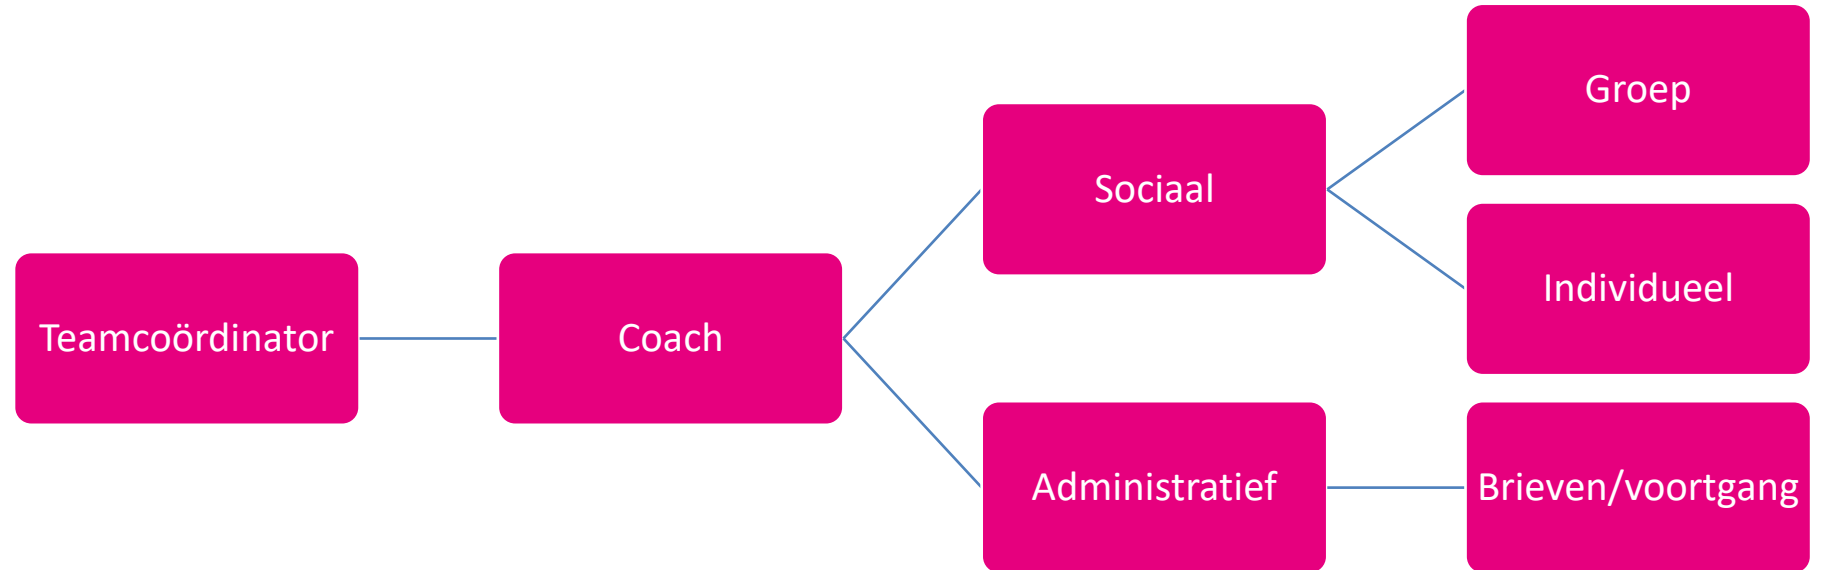 Teamcoördinator
Coach
Sociaal
Groep
Individueel
Administratief
Brieven/voortgang